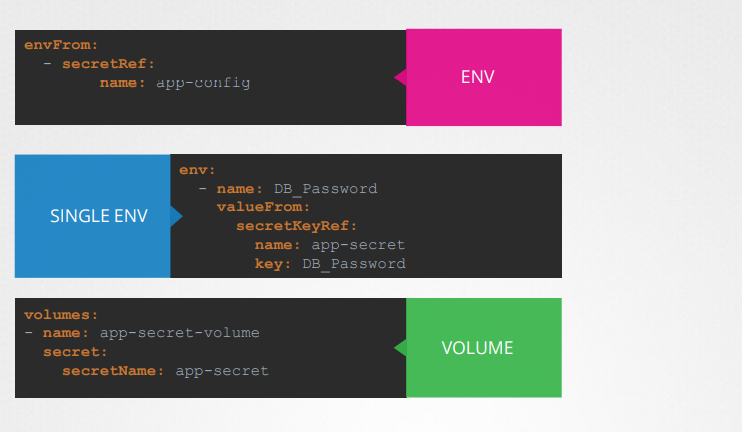 envFrom:
- secretRef:
name: app-config
ENV
SINGLE ENV
env:
- name: DB_Password
valueFrom:
secretKeyRef:
name: app-secret
key: DB_Password
volumes:
- name: app-secret-volume
secret:
secretName: app-secret
VOLUME